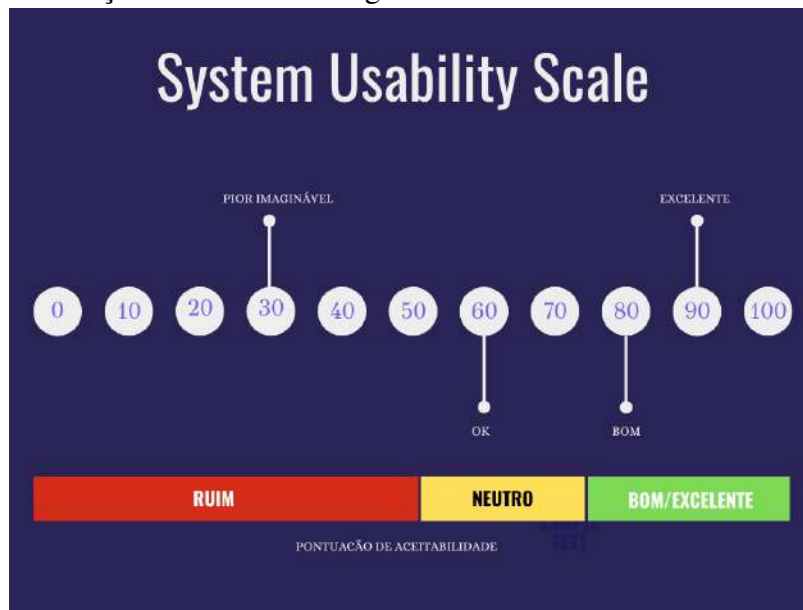 System Usability Scale
PIOR IMAGINÁVEL EXCELENTE
0 10 20 30 40 50 60 70 80 90 100
OK BOM
RUIM NEUTRO BOM/EXCELENTE
PONTUACÃO DE ACEITABILIDADE